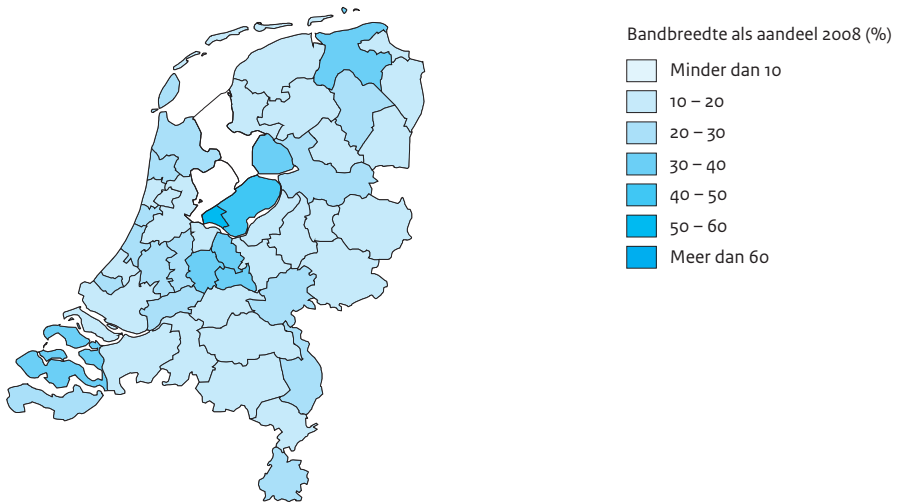 Bandbreedte als aandeel 2008 (%)
Minder dan 10
10 – 20
20 – 30
30 – 40
40 – 50
50 – 60
Meer dan 60